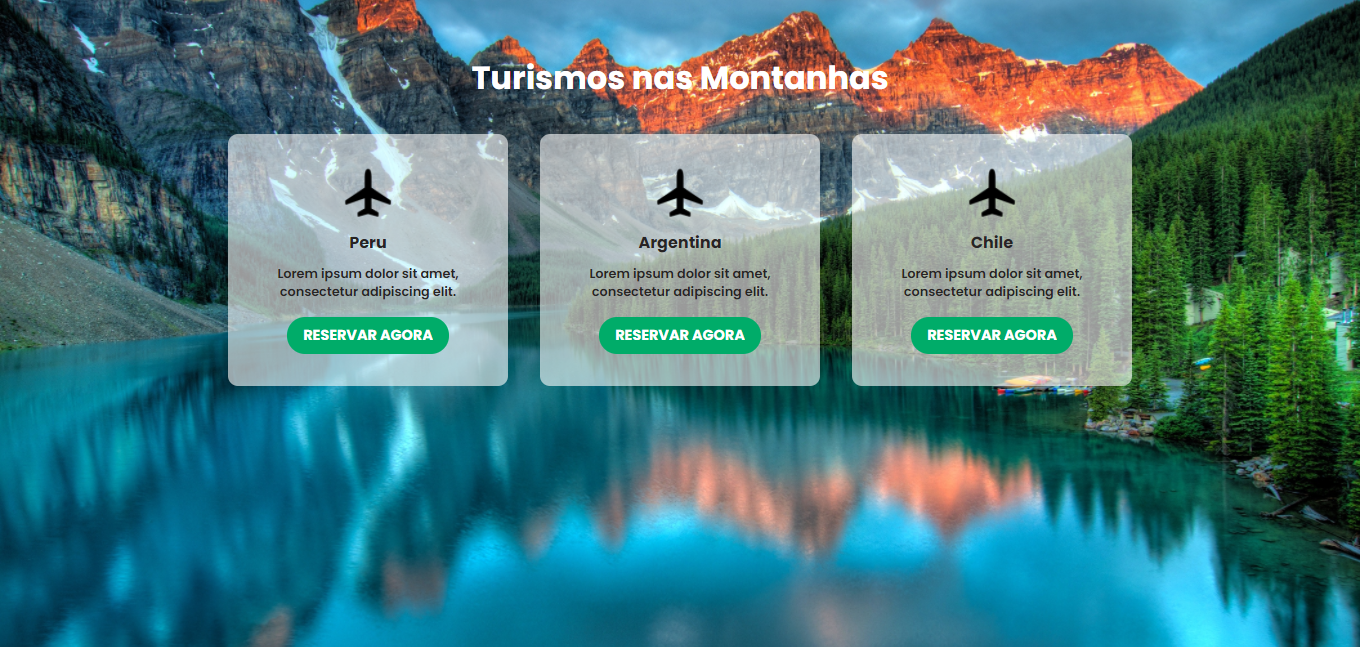 Turismos nas Montanhas
Peru
Lorem ipsum dolor sit amet,
consectetur adipiscing elit.
RESERVAR AGORA
Argentina
Lorem ipsum dolor sit amet,
consectetur adipiscing elit.
RESERVAR AGORA
Chile
Lorem ipsum dolor sit amet,
consectetur adipiscing elit.
RESERVAR AGORA